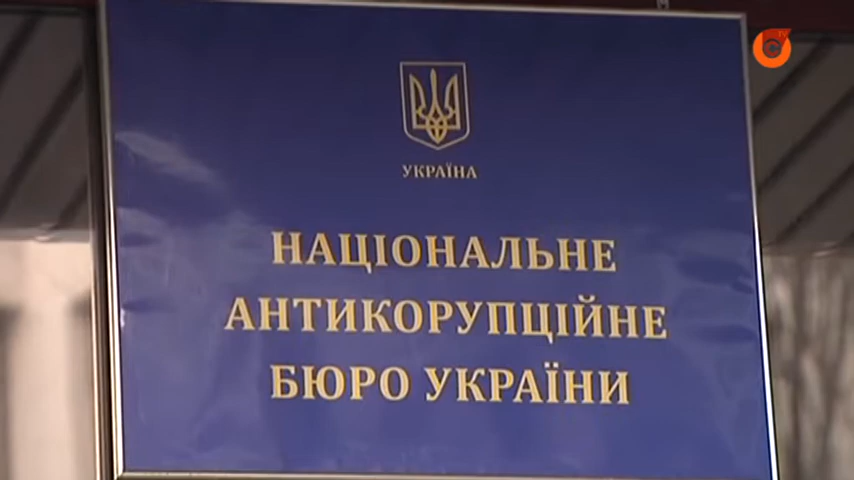 УКРАЇНА
НАЦІОНАЛЬНЕ
АНТИКОРУПЦІЙНЕ
БЮРО УКРАЇНИ